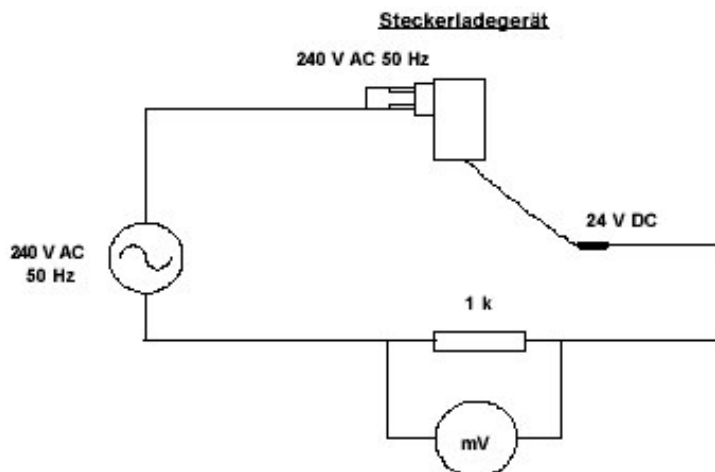 Steckerladegerät
240 V AC 50 Hz
24 V DC
240 V AC
50 Hz
1 k
mV